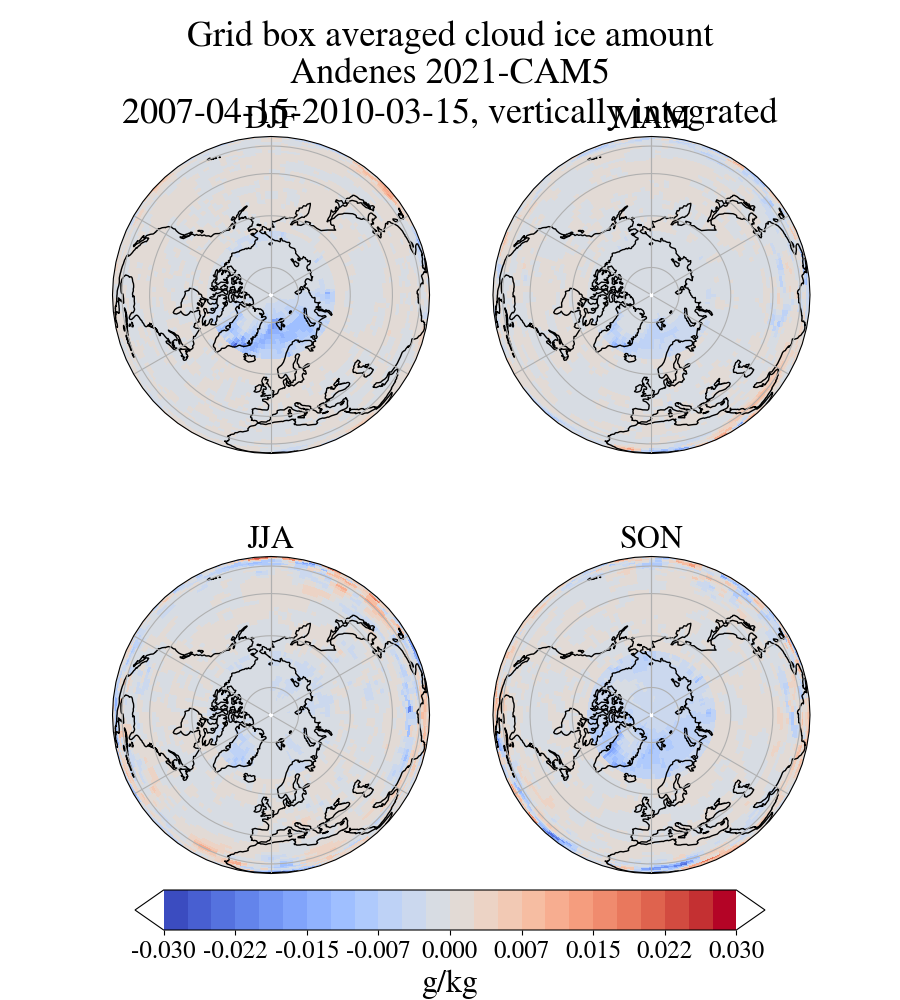 Grid box averaged cloud ice amount
Andenes 2021-CAM5
2007-04-15-2010-03-15, vertically integrated
DJF
MAM
JJA
SON
-0.030 -0.022 -0.015 -0.007 0.000 0.007 0.015 0.022 0.030
g/kg